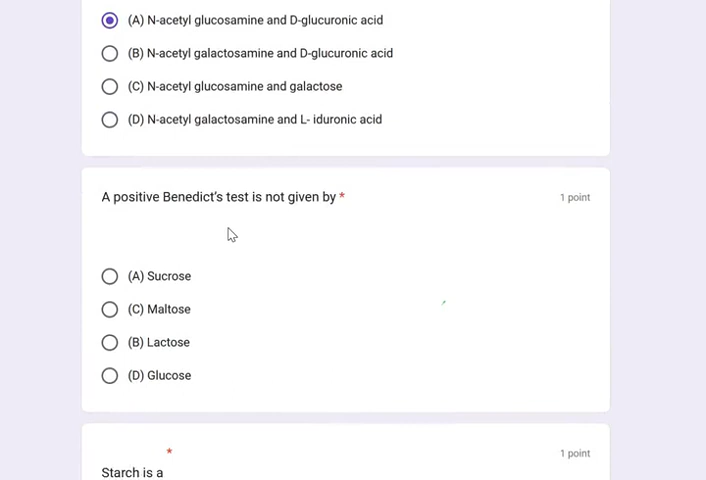 (A) N-acetyl glucosamine and D-glucuronic acid
(B) N-acetyl galactosamine and D-glucuronic acid
(C) N-acetyl glucosamine and galactose
(D) N-acetyl galactosamine and L- iduronic acid
A positive Benedict's test is not given by * 1 point
(A) Sucrose
(C) Maltose
(B) Lactose
(D) Glucose
* 1 point
Starch is a